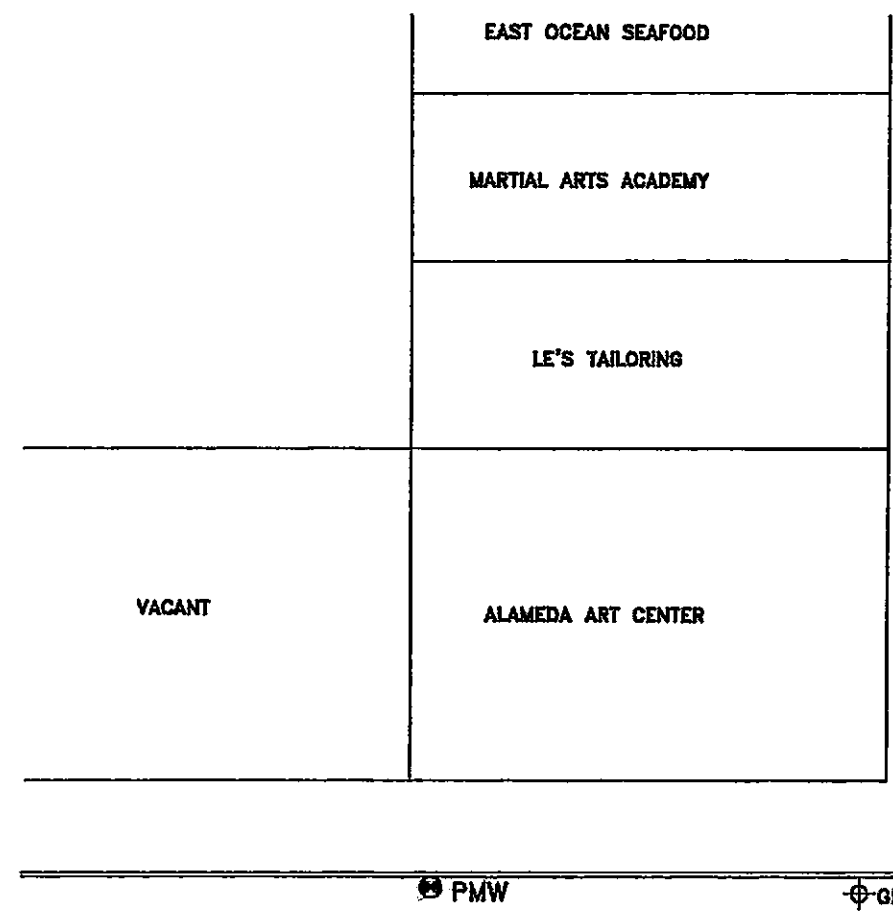 EAST OCEAN SEAFOOD
MARTIAL ARTS ACADEMY
LE'S TAILORING
VACANT
ALAMEDA ART CENTER
PMW